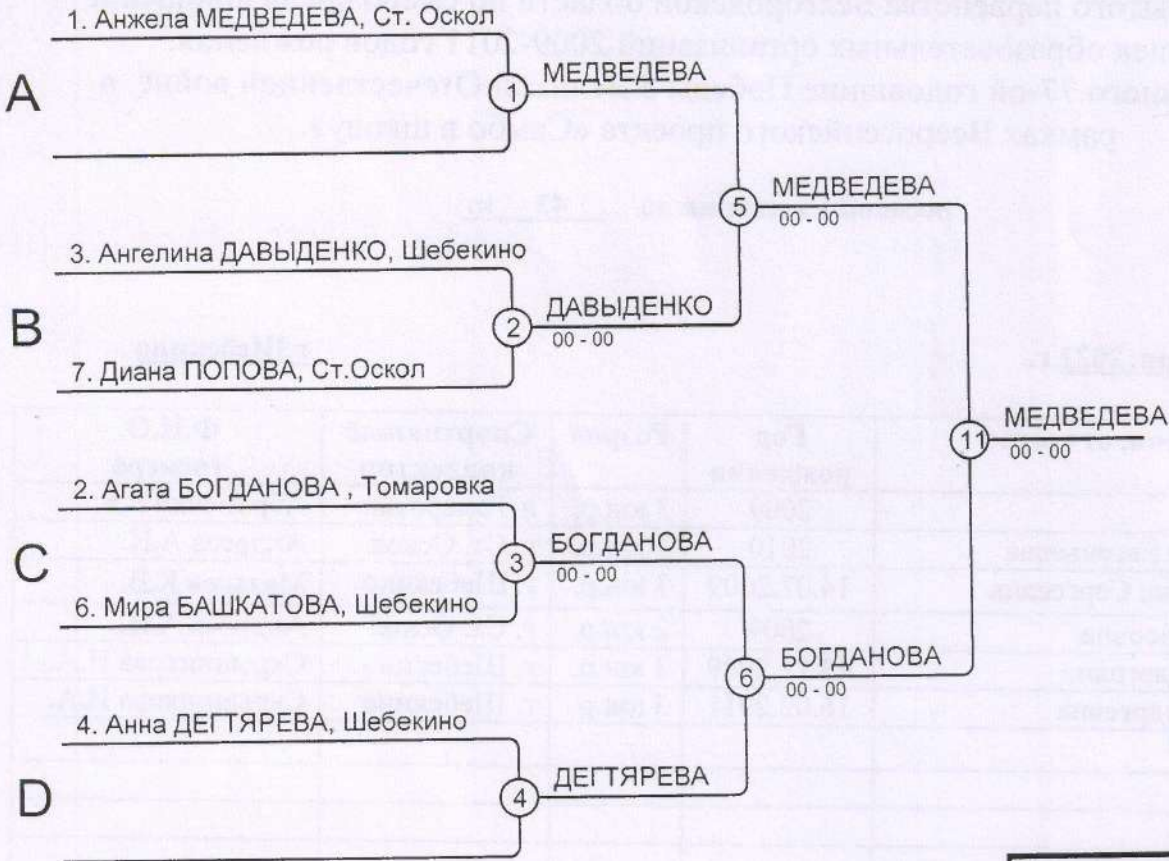 A
1. Анжела МЕДВЕДЕВА, Ст. Оскол
1
МЕДВЕДЕВА
5
МЕДВЕДЕВА
00 - 00
B
3. Ангелина ДАВЫДЕНКО, Шебекино
2
ДАВЫДЕНКО
00 - 00
7. Диана ПОПОВА, Ст.Оскол
11
МЕДВЕДЕВА
00 - 00
C
2. Агата БОГДАНОВА , Томаровка
3
БОГДАНОВА
00 - 00
6. Мира БАШКАТОВА, Шебекино
6
БОГДАНОВА
00 - 00
D
4. Анна ДЕГТЯРЕВА, Шебекино
4
ДЕГТЯРЕВА